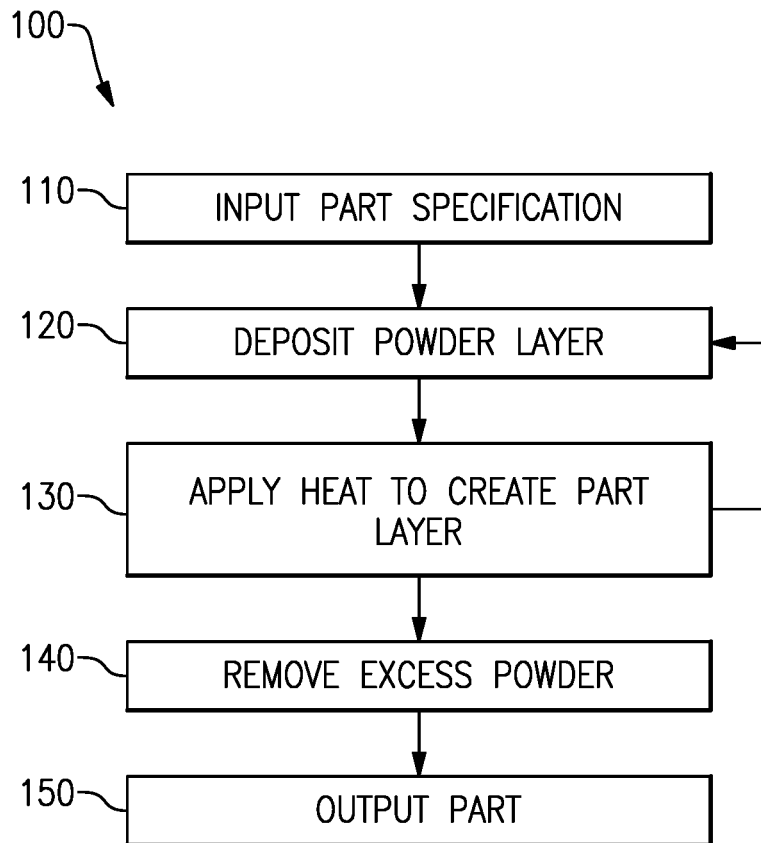 100
110
INPUT PART SPECIFICATION
120
DEPOSIT POWDER LAYER
130
APPLY HEAT TO CREATE PART
LAYER
140
REMOVE EXCESS POWDER
150
OUTPUT PART